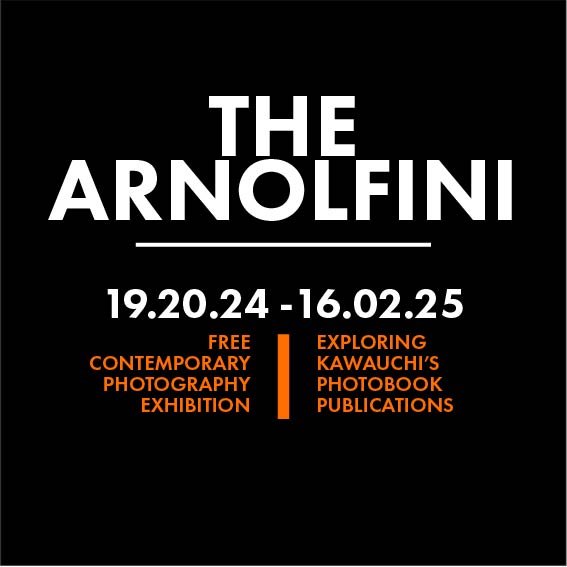 THE
ARNOLFINI
19.20.24 -16.02.25
FREE
CONTEMPORARY
PHOTOGRAPHY
EXHIBITION
EXPLORING
KAWAUCHI'S
PHOTOBOOK
PUBLICATIONS